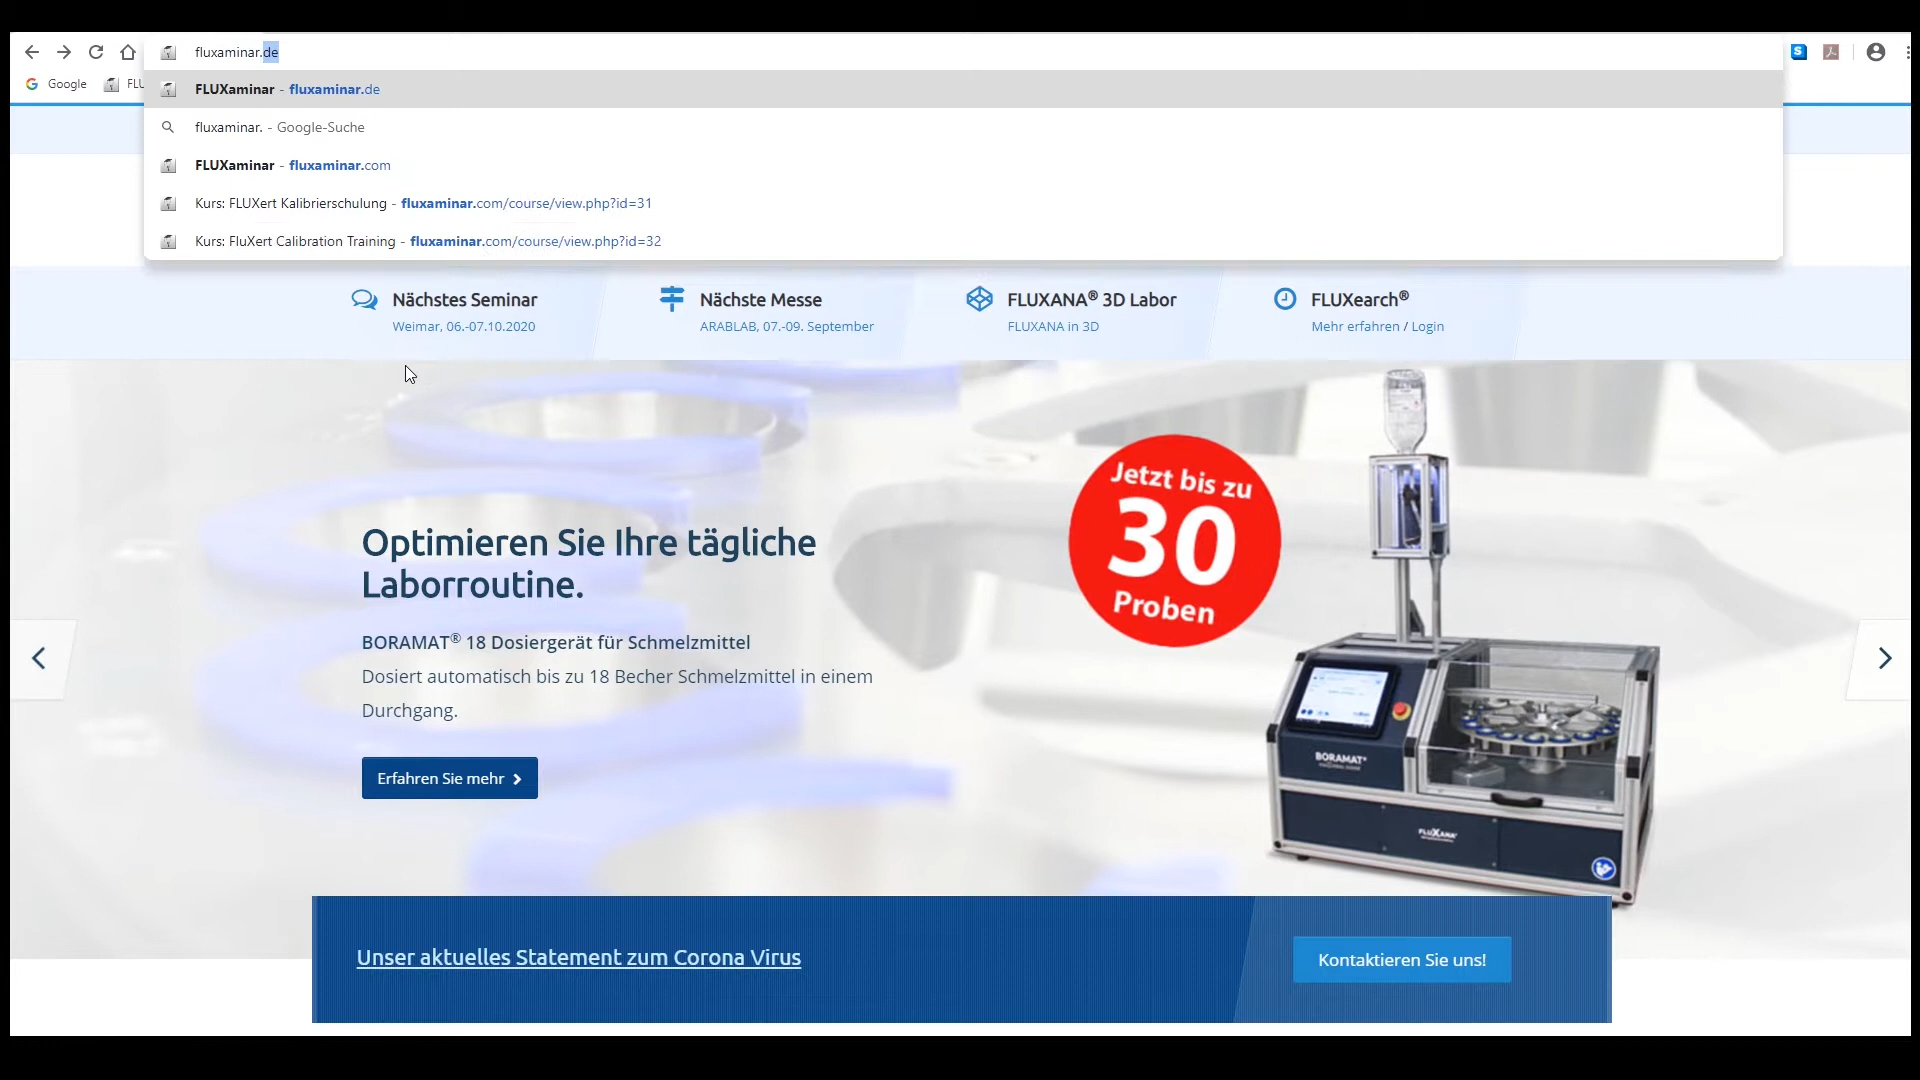 fluxaminar.de
FLUXaminar - fluxaminar.de
Google
FLU
fluxaminar. - Google-Suche
FLUXaminar - fluxaminar.com
Kurs: FLUXert Kalibrierschulung - fluxaminar.com/course/view.php?id=31
Kurs: FluXert Calibration Training - fluxaminar.com/course/view.php?id=32
Nächstes Seminar
Weimar, 06.-07.10.2020
Nächste Messe
ARABLAB, 07.-09. September
FLUXANA® 3D Labor
FLUXANA in 3D
FLUXearch®
Mehr erfahren / Login
Jetzt bis zu
30
Proben
Optimieren Sie Ihre tägliche
Laborroutine.
BORAMAT® 18 Dosiergerät für Schmelzmittel
Dosiert automatisch bis zu 18 Becher Schmelzmittel in einem
Durchgang.
Erfahren Sie mehr
BORAMAT®
FLUXANA®
Unser aktuelles Statement zum Corona Virus
Kontaktieren Sie uns!